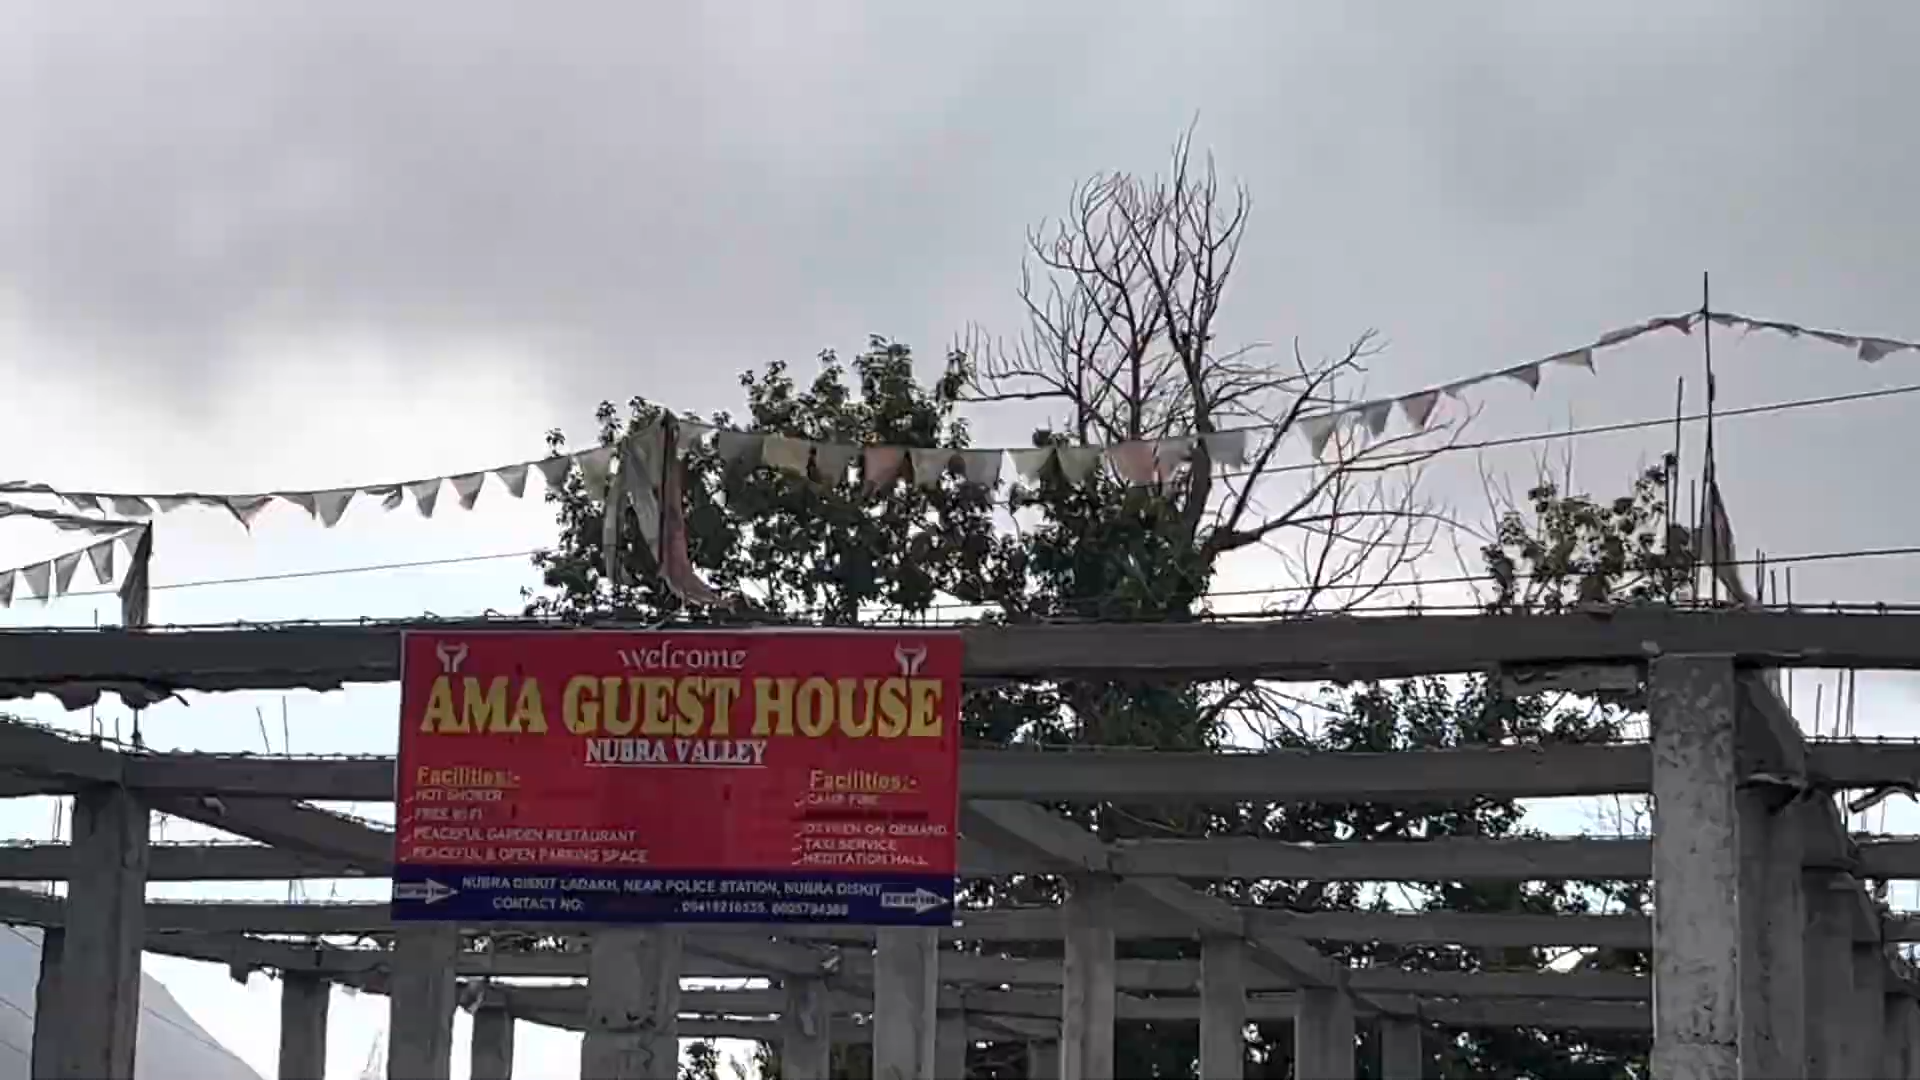 welcome
AMA GUEST HOUSE
NUBRA VALLEY
Facilities:-
HOT SHOWER
FREE WI FI
PEACEFUL GARDEN RESTAURANT
PEACEFUL & OPEN PARKING SPACE
Facilities:-
CAMP FIRE
OXYGEN ON DEMAND
TAXI SERVICE
MEDITATION HALL
NUBRA DISKIT LADAKH, NEAR POLICE STATION, NUBRA DISKIT
CONTACT NO: